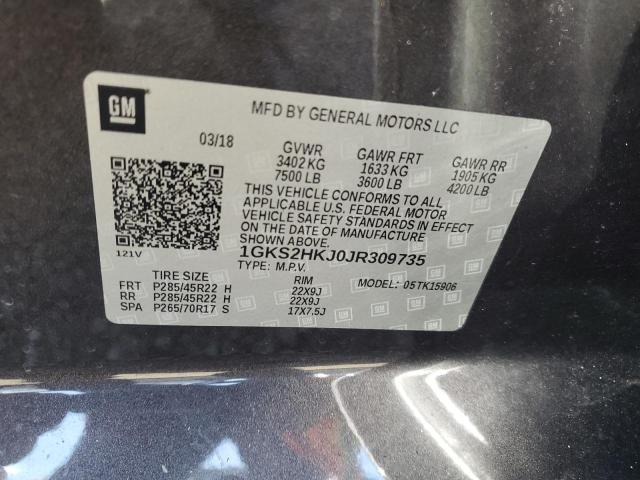 GM
MFD BY GENERAL MOTORS LLC
03/18 GVWR GAWR FRT GAWR RR
3402 KG 1633 KG 1905 KG
7500 LB 3600 LB 4200 LB
THIS VEHICLE CONFORMS TO ALL
APPLICABLE U.S. FEDERAL MOTOR
VEHICLE SAFETY STANDARDS IN EFFECT
ON THE DATE OF MANUFACTURE
SHOWN ABOVE.
121V 1GKS2HKJ0JR309735
TYPE: M.P.V.
TIRE SIZE RIM MODEL: 05TK15906
FRT P285/45R22 H 22X9J
RR P285/45R22 H 22X9J
SPA P265/70R17 S 17X7.5J